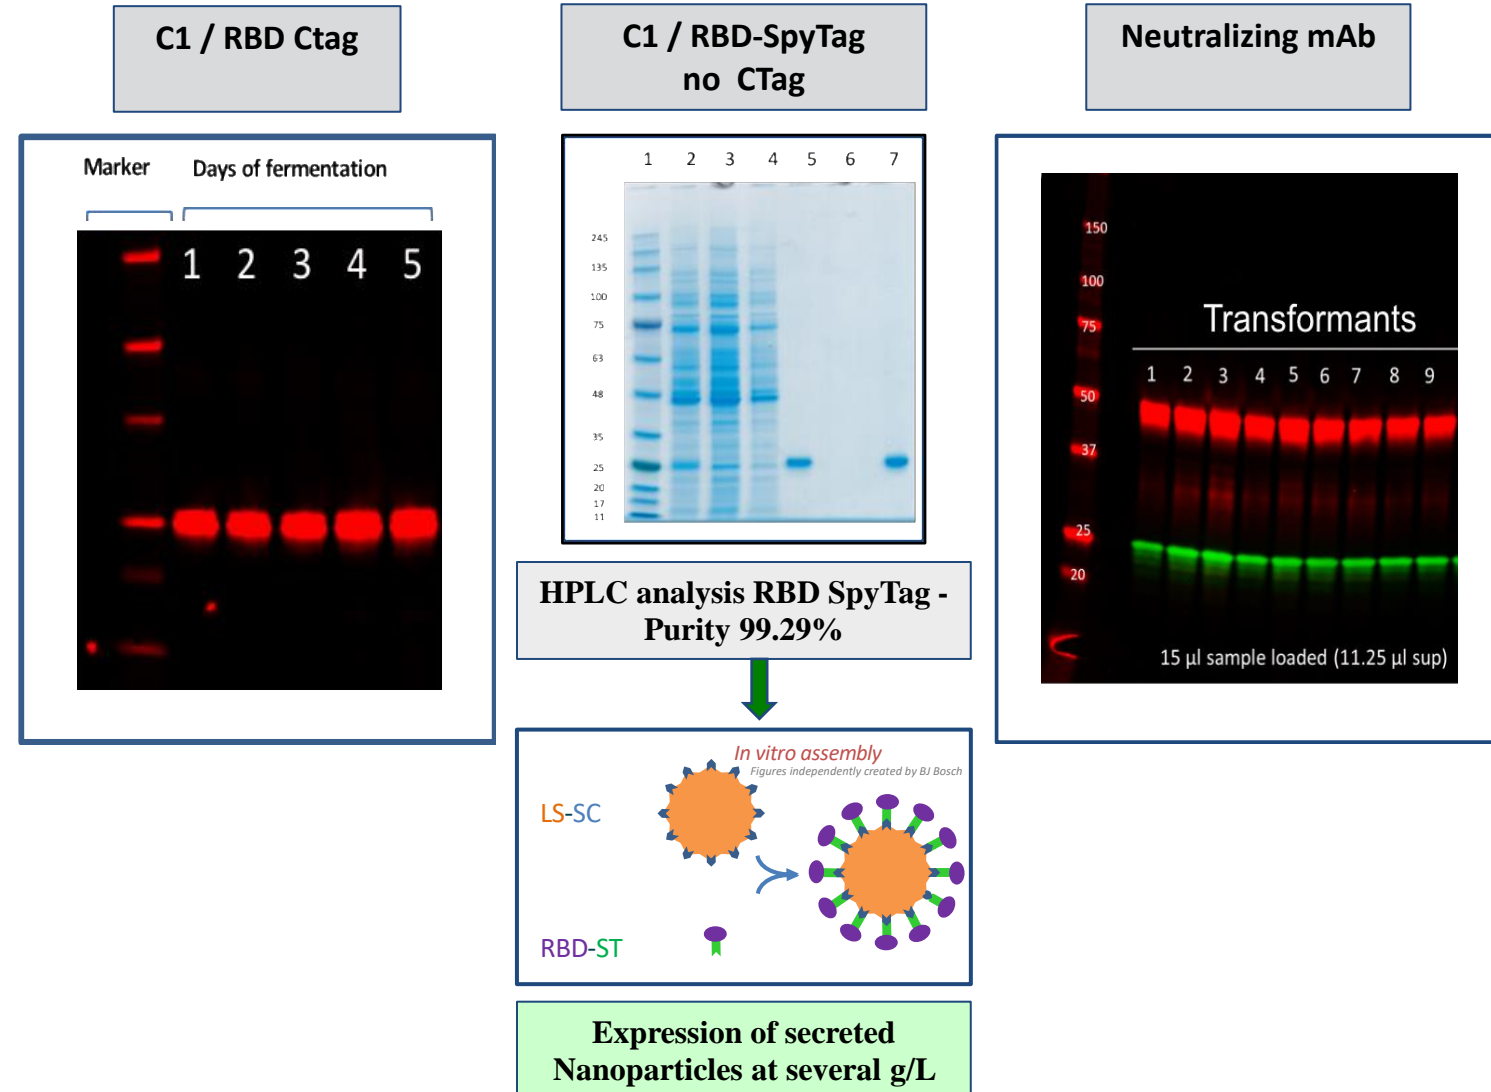 C1 / RBD Ctag
Marker
Days of fermentation
1 2 3 4 5
C1 / RBD-SpyTag
no CTag
1 2 3 4 5 6 7
245
135
100
75
63
48
35
25
20
17
11
HPLC analysis RBD SpyTag -
Purity 99.29%
In vitro assembly
Figures independently created by BJ Bosch
LS-SC
RBD-ST
Expression of secreted
Nanoparticles at several g/L
Neutralizing mAb
150
100
75
50
37
25
20
Transformants
1 2 3 4 5 6 7 8 9
15 µl sample loaded (11.25 µl sup)